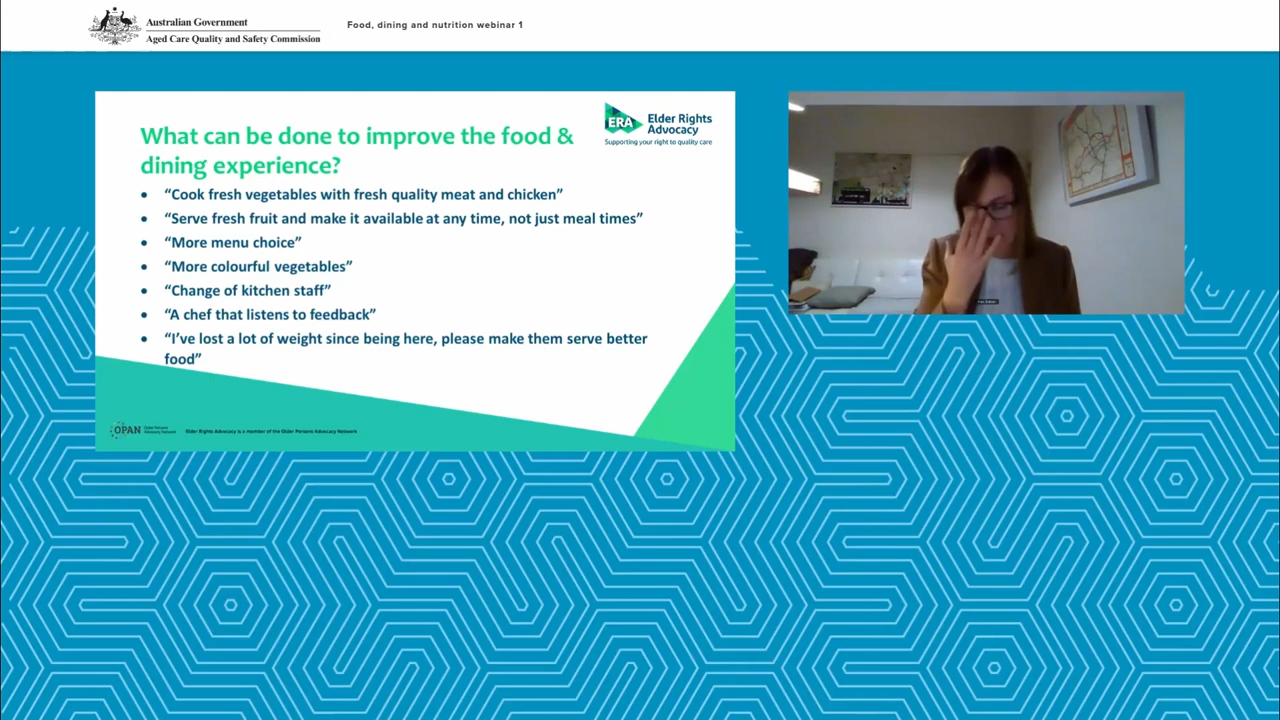 Australian Government
Aged Care Quality and Safety Commission
Food, dining and nutrition webinar 1
What can be done to improve the food &
dining experience?
ERA
Elder Rights
Advocacy
Supporting your right to quality care
• “Cook fresh vegetables with fresh quality meat and chicken”
• “Serve fresh fruit and make it available at any time, not just meal times”
• “More menu choice”
• “More colourful vegetables”
• “Change of kitchen staff”
• “A chef that listens to feedback”
• “I’ve lost a lot of weight since being here, please make them serve better
food”
OPAN
Older Persons
Advocacy Network
Elder Rights Advocacy is a member of the Older Persons Advocacy Network